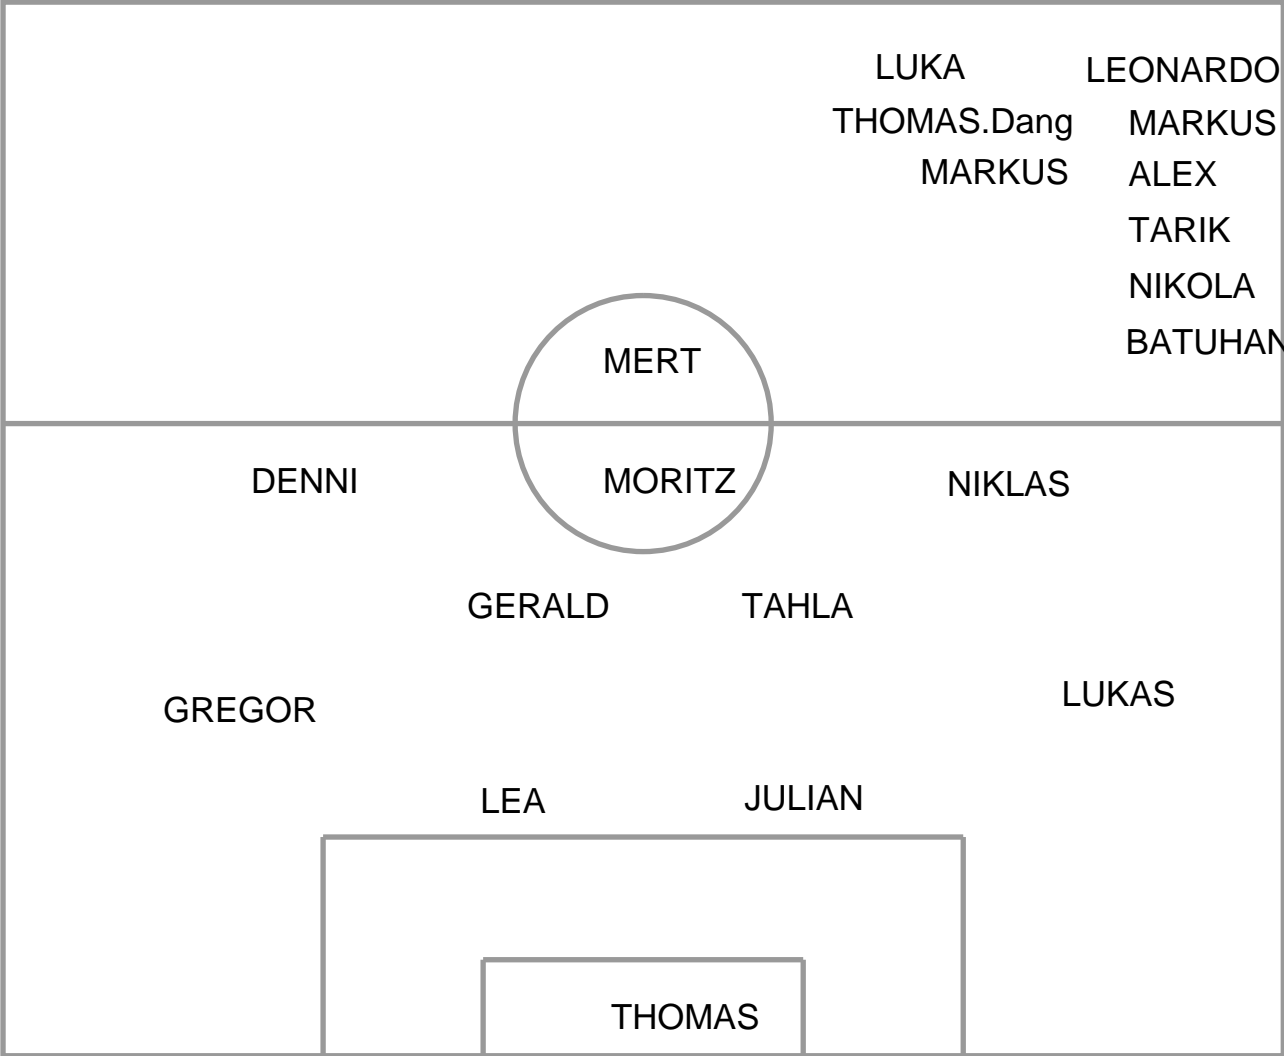 LUKA LEONARDO
THOMAS.Dang MARKUS
MARKUS ALEX
TARIK
NIKOLA
BATUHAN
MERT
DENNI MORITZ NIKLAS
GERALD TAHLA
GREGOR LUKAS
LEA JULIAN
THOMAS